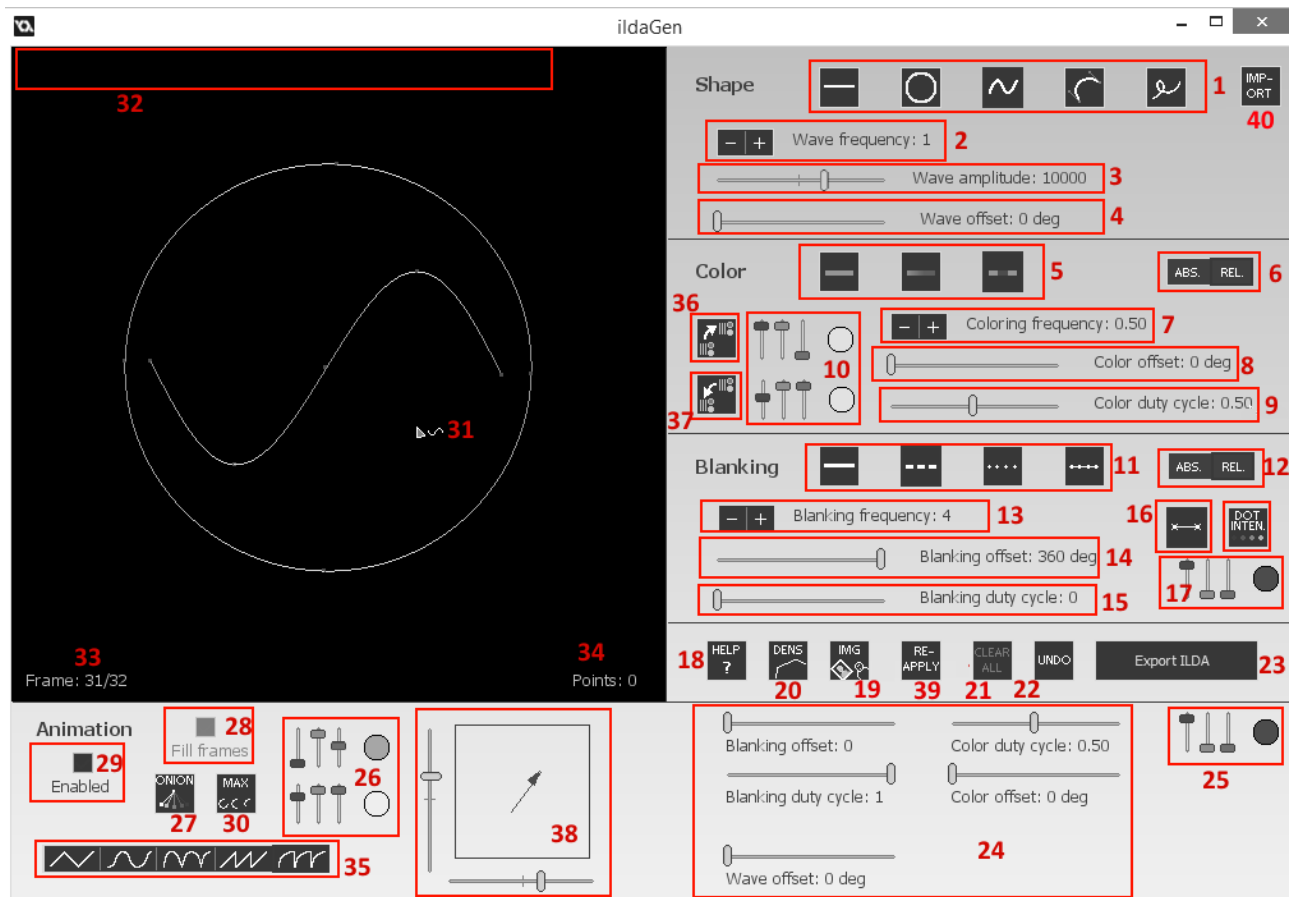 ildaGen
32
Shape
1
IMP-
ORT
40
Wave frequency: 1
2
Wave amplitude: 10000
3
Wave offset: 0 deg
4
Color
5
ABS. REL.
6
36
Coloring frequency: 0.50
7
10
Color offset: 0 deg
8
37
Color duty cycle: 0.50
9
31
Blanking
11
ABS. REL.
12
Blanking frequency: 4
13
16
DOT
INTEN.
Blanking offset: 360 deg
14
17
Blanking duty cycle: 0
15
33
Frame: 31/32
34
Points: 0
18
HELP
?
DENS
20
IMG
19
RE-
APPLY
39
CLEAR
ALL
21
UNDO
22
Export ILDA
23
Animation
28
Fill frames
29
Enabled
ONION
27
MAX
30
26
35
38
Blanking offset: 0
Color duty cycle: 0.50
Blanking duty cycle: 1
Color offset: 0 deg
24
Wave offset: 0 deg
25